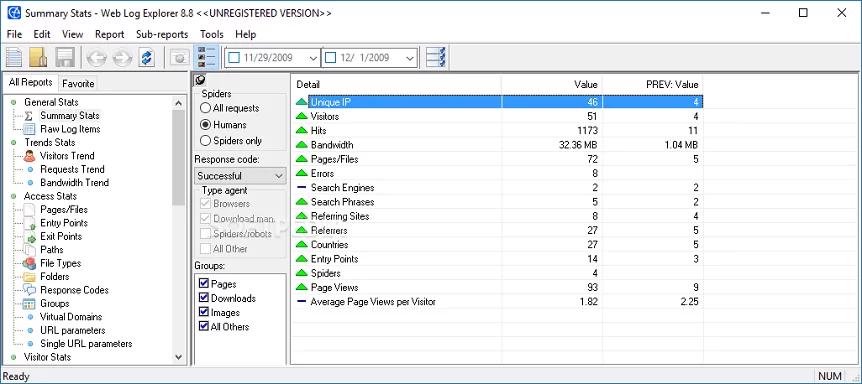 Summary Stats - Web Log Explorer 8.8 <<UNREGISTERED VERSION>>
File Edit View Report Sub-reports Tools Help
11/29/2009 12/ 1/2009
All Reports Favorite
General Stats
Summary Stats
Raw Log Items
Trends Stats
Visitors Trend
Requests Trend
Bandwidth Trend
Access Stats
Pages/Files
Entry Points
Exit Points
Paths
File Types
Folders
Response Codes
Groups
Virtual Domains
URL parameters
Single URL parameters
Visitor Stats
Spiders
All requests
Humans
Spiders only
Response code:
Successful
Type agent
Browsers
Download man.
Spiders/robots
All Other
Groups:
Pages
Downloads
Images
All Others
Detail Value PREV: Value
Unique IP 46 4
Visitors 51 4
Hits 1173 11
Bandwidth 32.36 MB 1.04 MB
Pages/Files 72 5
Errors 8
Search Engines 2 2
Search Phrases 5 2
Referring Sites 8 4
Referrers 27 5
Countries 27 5
Entry Points 14 3
Spiders 4
Page Views 93 9
Average Page Views per Visitor 1.82 2.25
Ready NUM